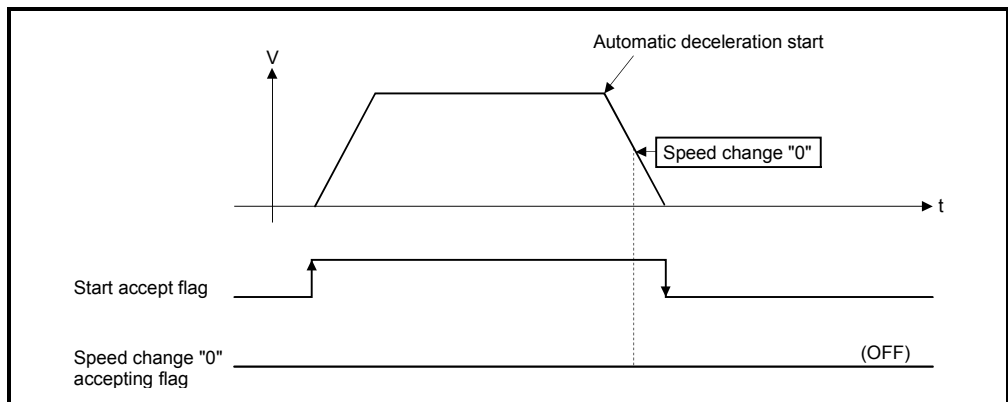 Automatic deceleration start
V
Speed change "0"
t
Start accept flag
(OFF)
Speed change "0"
accepting flag